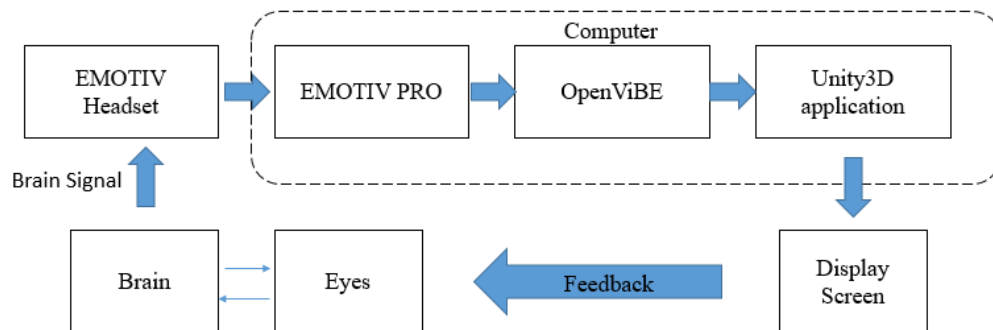 Computer
EMOTIV
Headset
EMOTIV PRO
OpenViBE
Unity3D
application
Brain Signal
Brain
Eyes
Feedback
Display
Screen